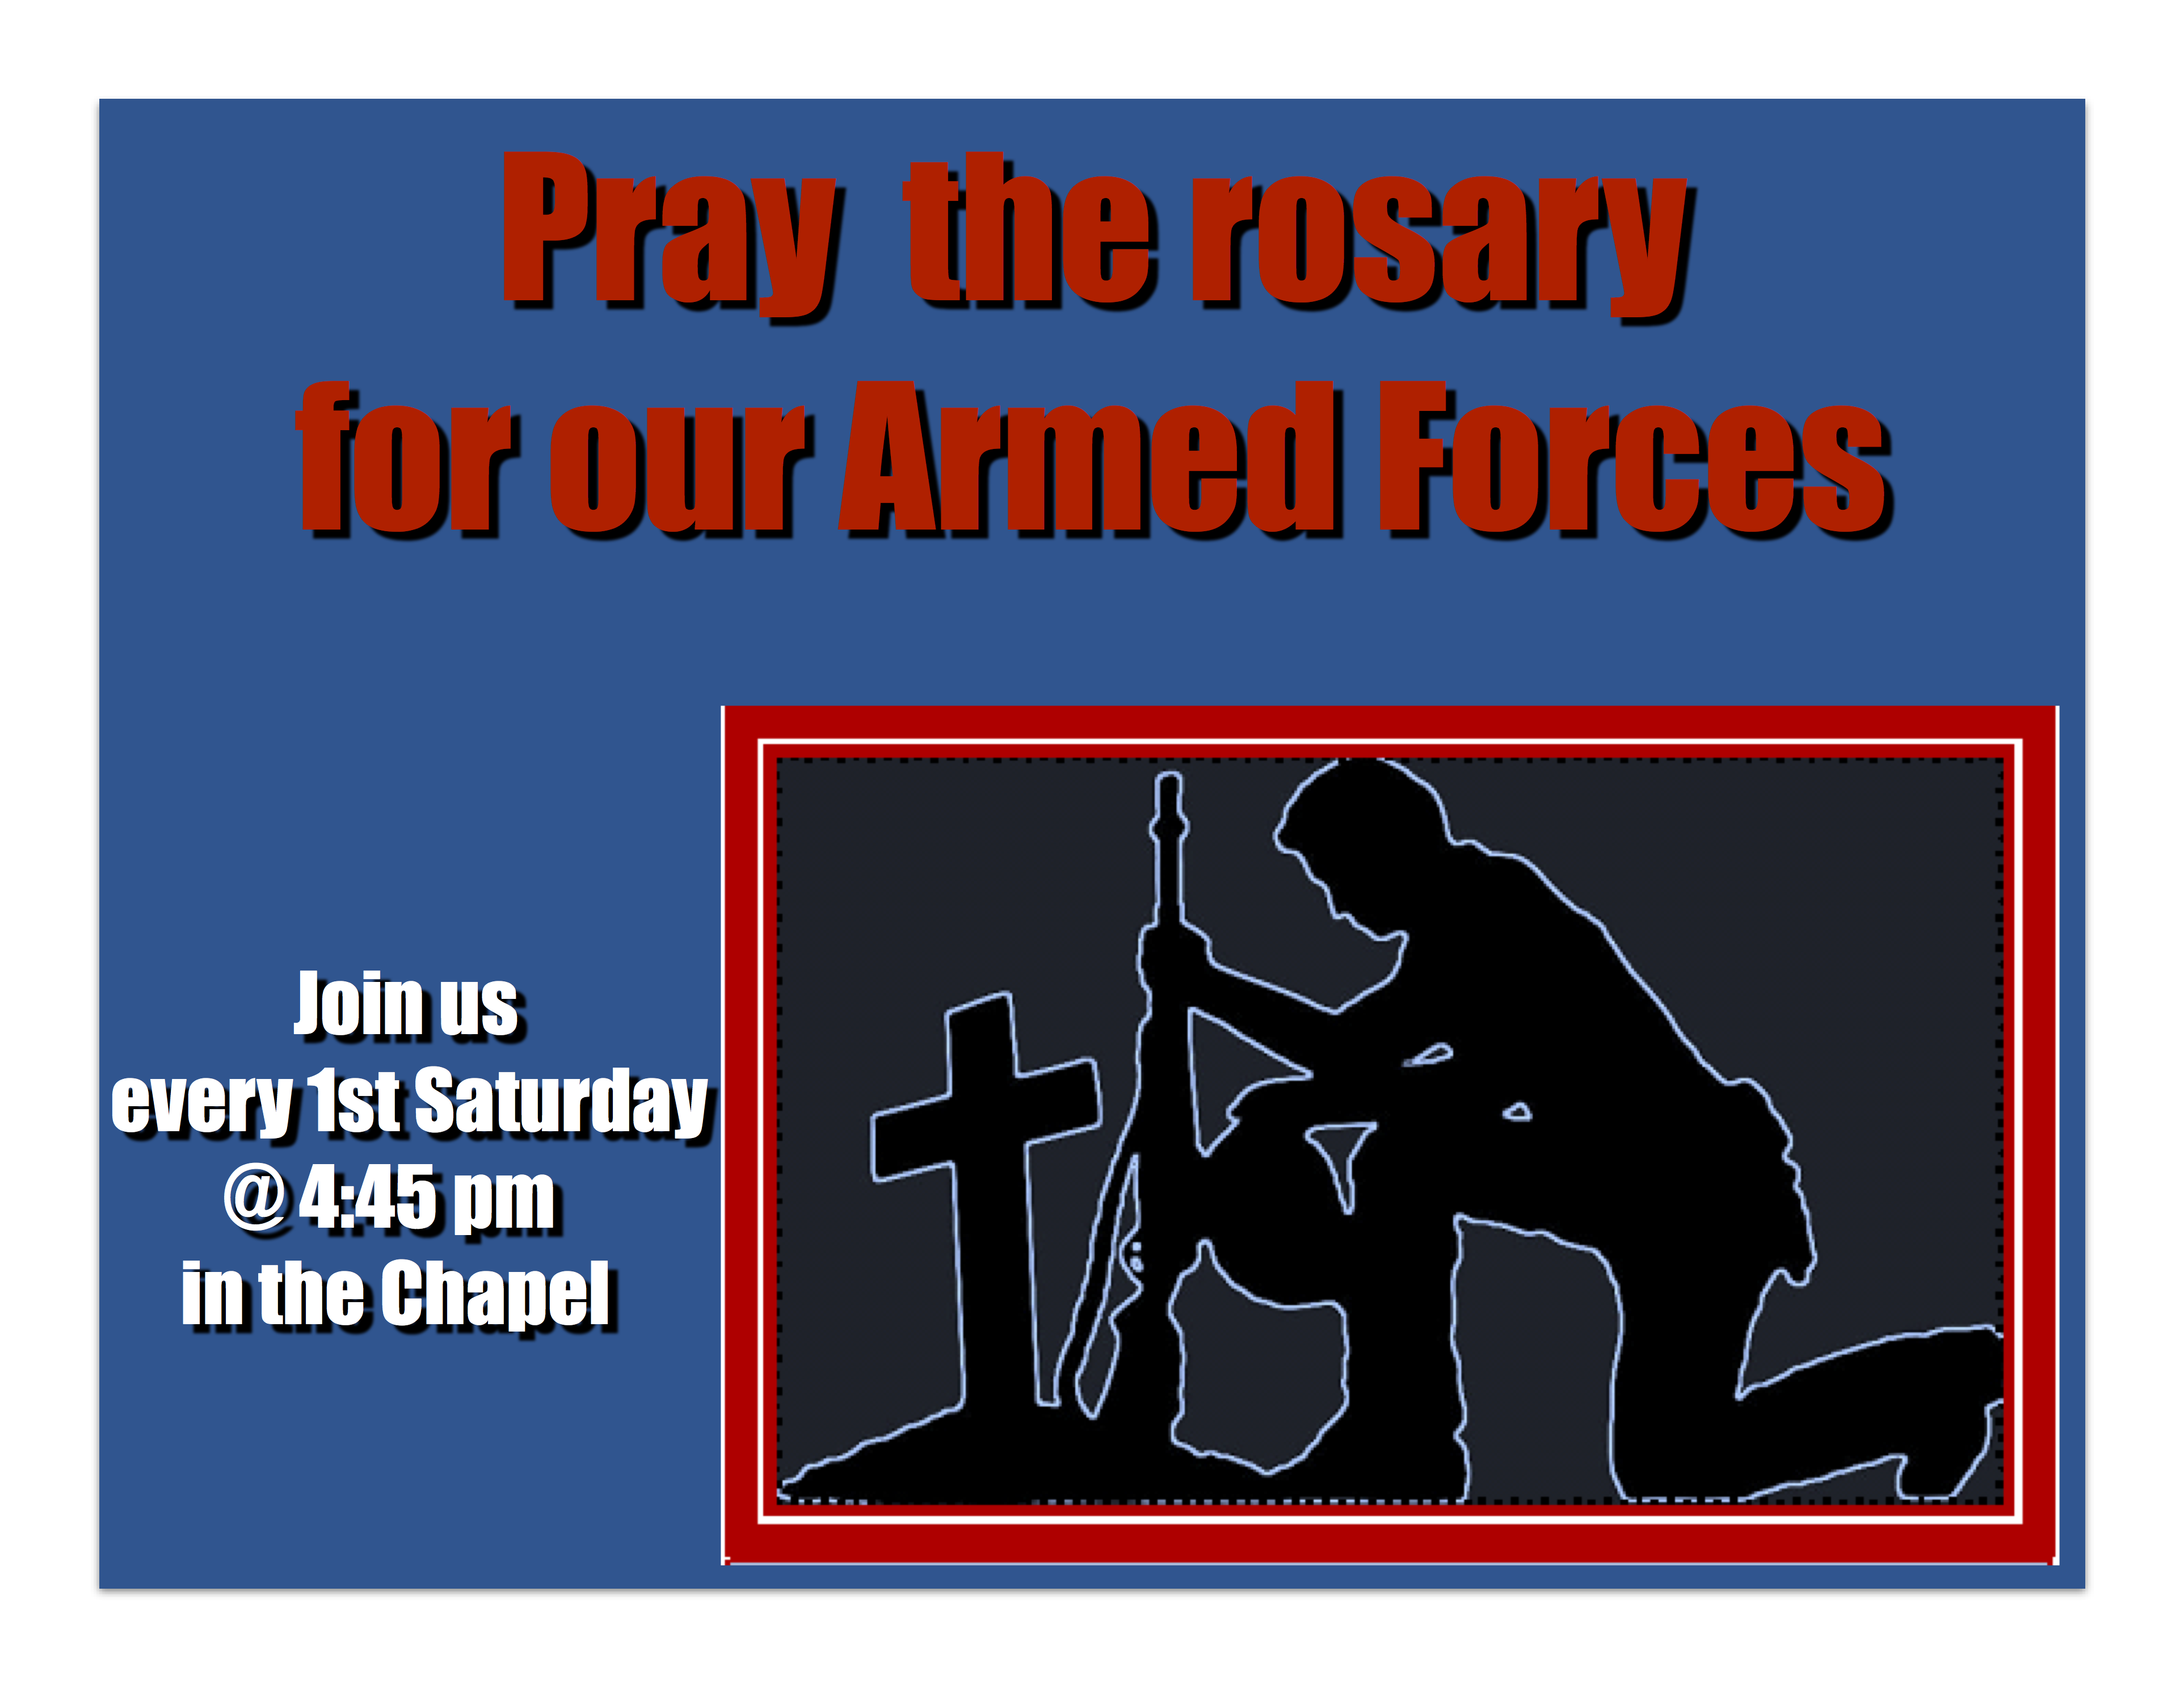 Pray the rosary
for our Armed Forces
Join us
every 1st Saturday
@ 4:45 pm
in the Chapel